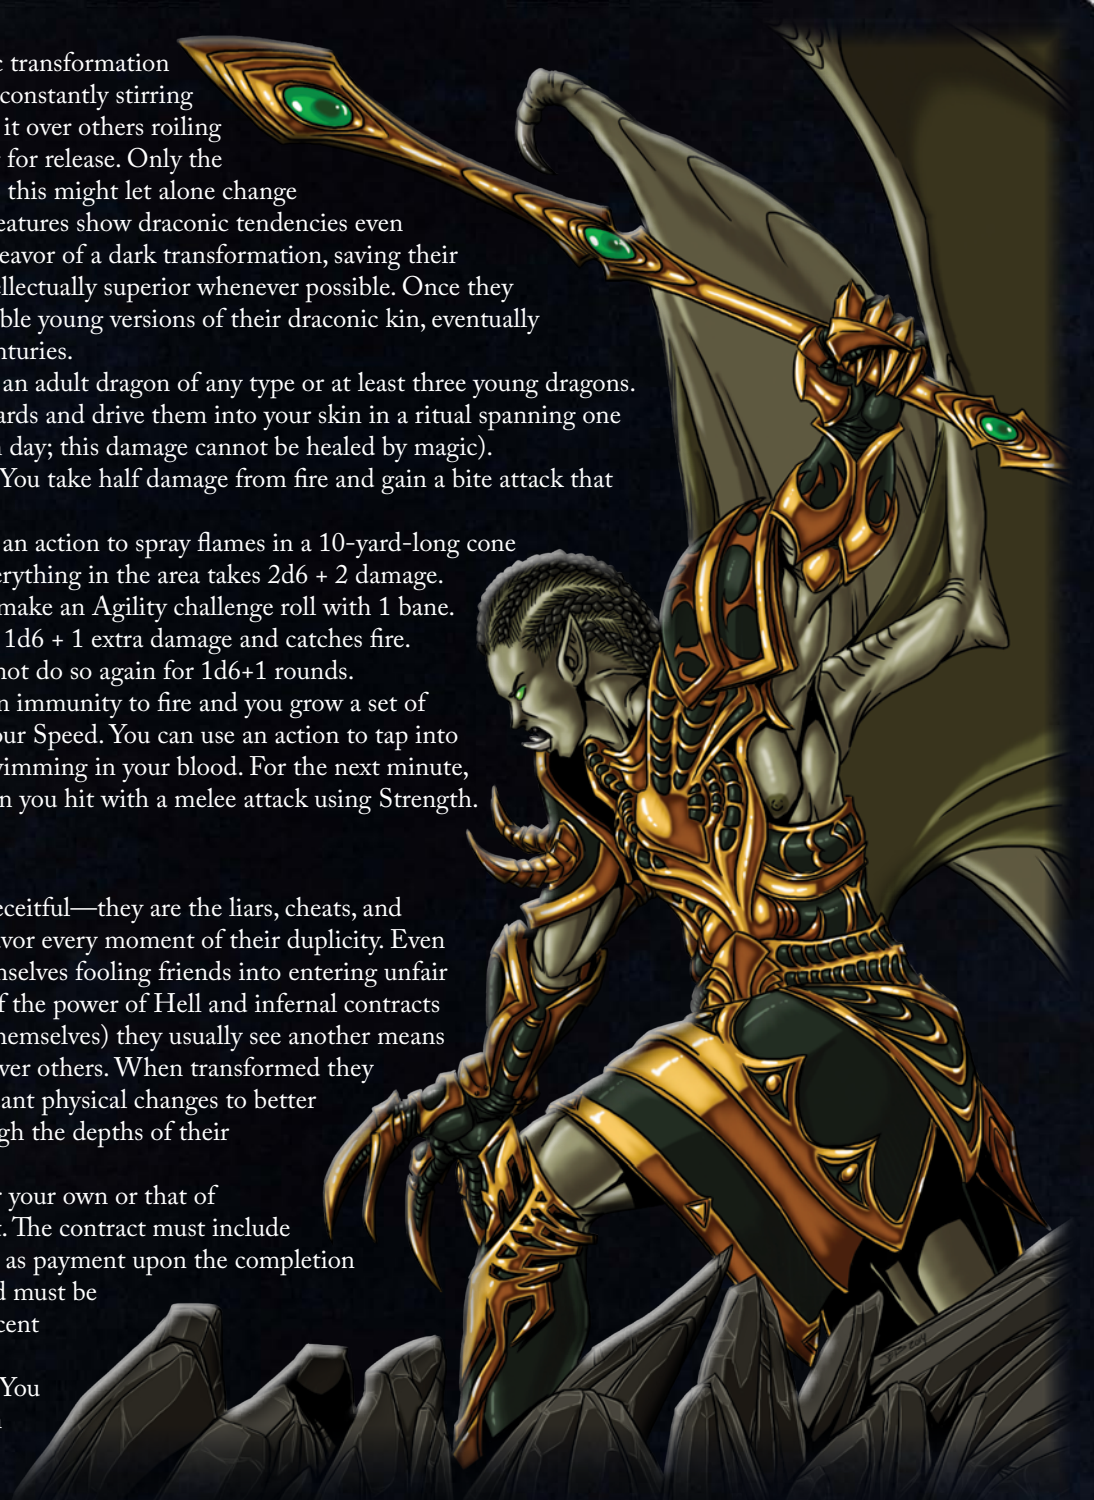 transformation
constantly stirring
it over others roiling
for release. Only the
this might let alone change
eatures show draconic tendencies even
eavor of a dark transformation, saving their
ellectually superior whenever possible. Once they
ble young versions of their draconic kin, eventually
nturies.
an adult dragon of any type or at least three young dragons.
ards and drive them into your skin in a ritual spanning one
day; this damage cannot be healed by magic).
You take half damage from fire and gain a bite attack that
an action to spray flames in a 10-yard-long cone
erything in the area takes 2d6 + 2 damage.
make an Agility challenge roll with 1 bane.
1d6 + 1 extra damage and catches fire.
not do so again for 1d6+1 rounds.
n immunity to fire and you grow a set of
our Speed. You can use an action to tap into
vimming in your blood. For the next minute,
n you hit with a melee attack using Strength.
eceitful—they are the liars, cheats, and
avor every moment of their duplicity. Even
mselves fooling friends into entering unfair
f the power of Hell and infernal contracts
hemselves) they usually see another means
ver others. When transformed they
ant physical changes to better
gh the depths of their
your own or that of
t. The contract must include
as payment upon the completion
d must be
cent
You